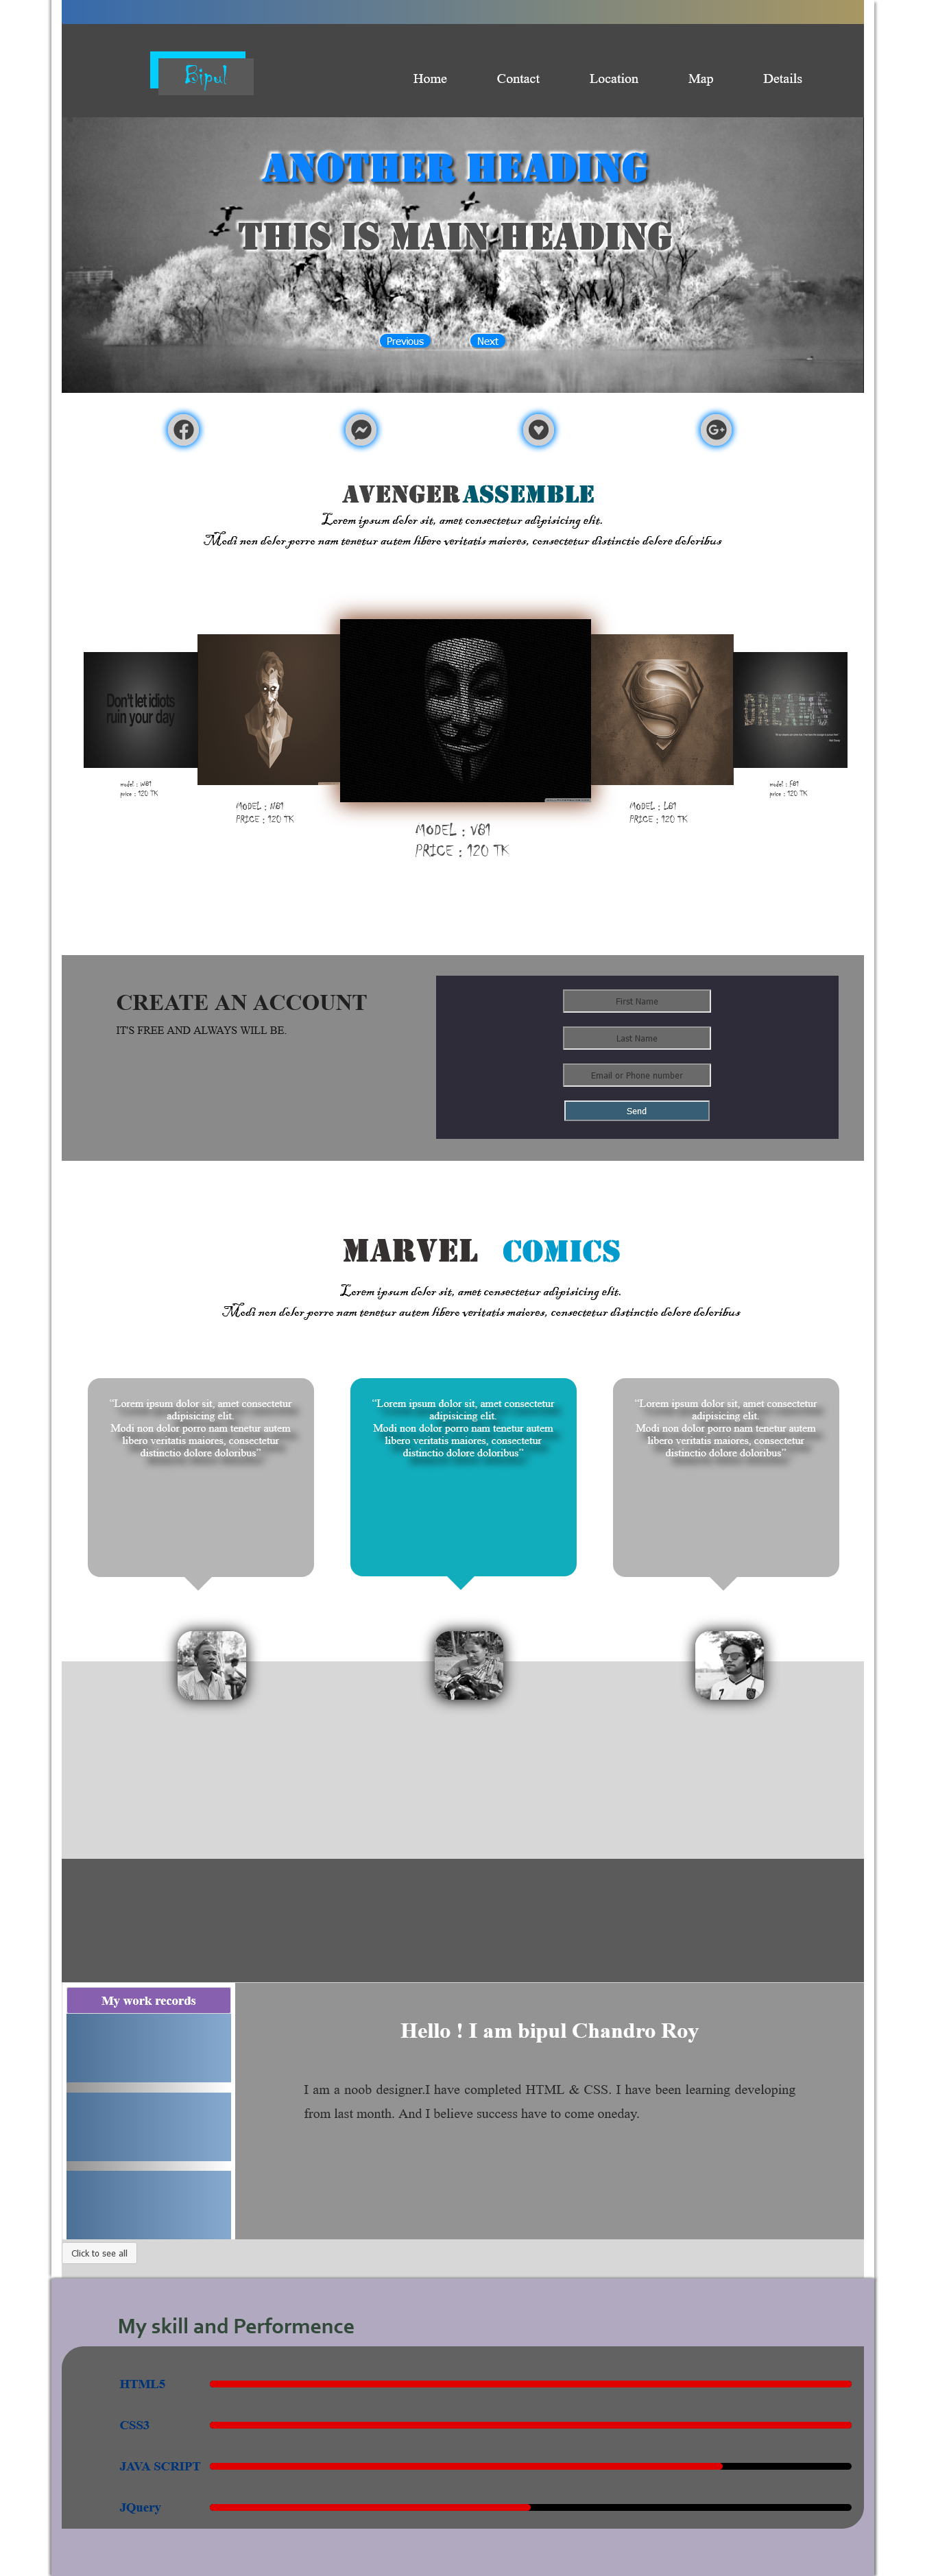 Bipul
Home Contact Location Map Details
ANOTHER HEADING
THIS IS MAIN HEADING
Previous Next
AVENGER ASSEMBLE
Lorem ipsum dolor sit, amet consectetur adipisicing elit.
Modi non dolor porro nam tenetur autem libero veritatis maiores, consectetur distinctio dolore doloribus
Don't let idiots
ruin your day
DREAMS
model : W81
price : 120 TK
MODEL : N81
PRICE : 120 TK
MODEL : V81
PRICE : 120 TK
MODEL : L81
PRICE : 120 TK
model : F81
price : 120 TK
CREATE AN ACCOUNT
IT'S FREE AND ALWAYS WILL BE.
First Name
Last Name
Email or Phone number
Send
MARVEL COMICS
Lorem ipsum dolor sit, amet consectetur adipisicing elit.
Modi non dolor porro nam tenetur autem libero veritatis maiores, consectetur distinctio dolore doloribus
"Lorem ipsum dolor sit, amet consectetur
adipisicing elit.
Modi non dolor porro nam tenetur autem
libero veritatis maiores, consectetur
distinctio dolore doloribus"
"Lorem ipsum dolor sit, amet consectetur
adipisicing elit.
Modi non dolor porro nam tenetur autem
libero veritatis maiores, consectetur
distinctio dolore doloribus"
"Lorem ipsum dolor sit, amet consectetur
adipisicing elit.
Modi non dolor porro nam tenetur autem
libero veritatis maiores, consectetur
distinctio dolore doloribus"
My work records
Hello ! I am bipul Chandro Roy
I am a noob designer.I have completed HTML & CSS. I have been learning developing
from last month. And I believe success have to come oneday.
Click to see all
My skill and Performence
HTML5
CSS3
JAVA SCRIPT
JQuery